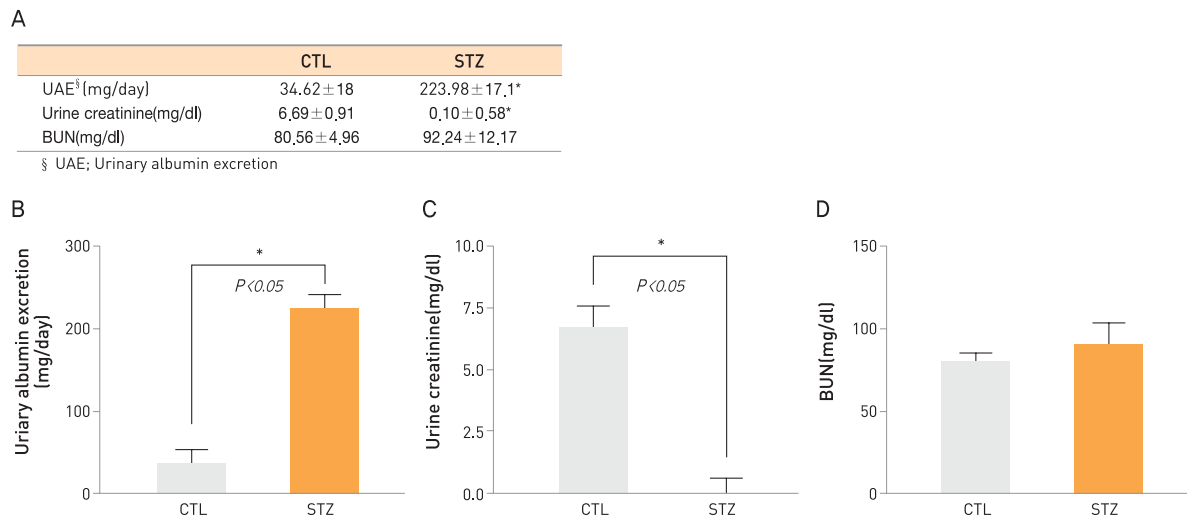 A
CTL STZ
UAE§(mg/day) 34.62±18 223.98±17.1*
Urine creatinine(mg/dl) 6.69±0.91 0.10±0.58*
BUN(mg/dl) 80.56±4.96 92.24±12.17
§ UAE; Urinary albumin excretion
B
Uriary albumin excretion
(mg/day)
300
200
100
0
*
P<0.05
CTL STZ
C
Urine creatinine(mg/dl)
10.0
7.5
5.0
2.5
0.0
*
P<0.05
CTL STZ
D
BUN(mg/dl)
150
100
50
0
CTL STZ